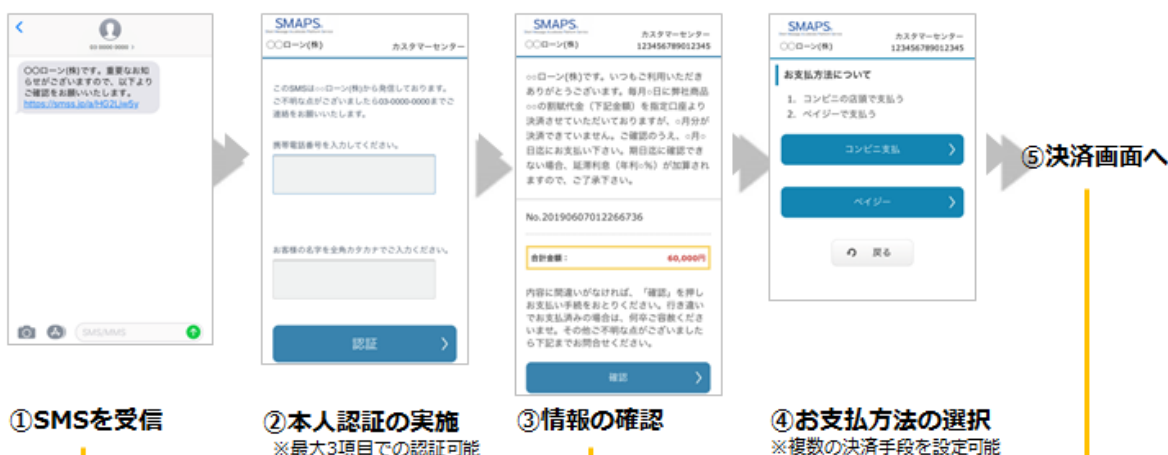 03-0000-0000 >
〇〇ローン(株)です。重要なお知
らせがございますので、以下より
ご確認をお願いいたします。
SMS/MMS
①SMSを受信
SMAPS.
○○ローン(株) カスタマーセンター
このSMSは○○ローン(株)から発信しております。
ご不明な点がございましたら03-0000-0000までご
連絡をお願いいたします。
携帯電話番号を入力してください。
お客様の名字を全角カタカナでご入力ください。
認証
②本人認証の実施
※最大3項目での認証可能
SMAPS.
カスタマーセンター
○○ローン(株) 123456789012345
○○ローン(株)です。いつもご利用いただき
ありがとうございます。毎月○日に弊社商品
○○の割賦代金（下記金額）を指定口座より
決済させていただいておりますが、○月分が
決済できていません。ご確認のうえ、○月○
日迄にお支払い下さい。期日迄に確認でき
ない場合、延滞利息（年利○%）が加算され
ますので、ご了承下さい。
No.20190607012266736
合計金額： 60,000円
内容に間違いがなければ、「確認」を押し
お支払い手続をおとりください。行き違い
でお支払済みの場合は、何卒ご容赦くださ
いませ。その他ご不明な点がございました
ら下記までお問合せください。
確認
③情報の確認
SMAPS.
カスタマーセンター
○○ローン(株) 123456789012345
お支払方法について
1. コンビニの店頭で支払う
2. ペイジーで支払う
コンビニ支払
ペイジー
戻る
④お支払方法の選択
※複数の決済手段を設定可能
⑤決済画面へ